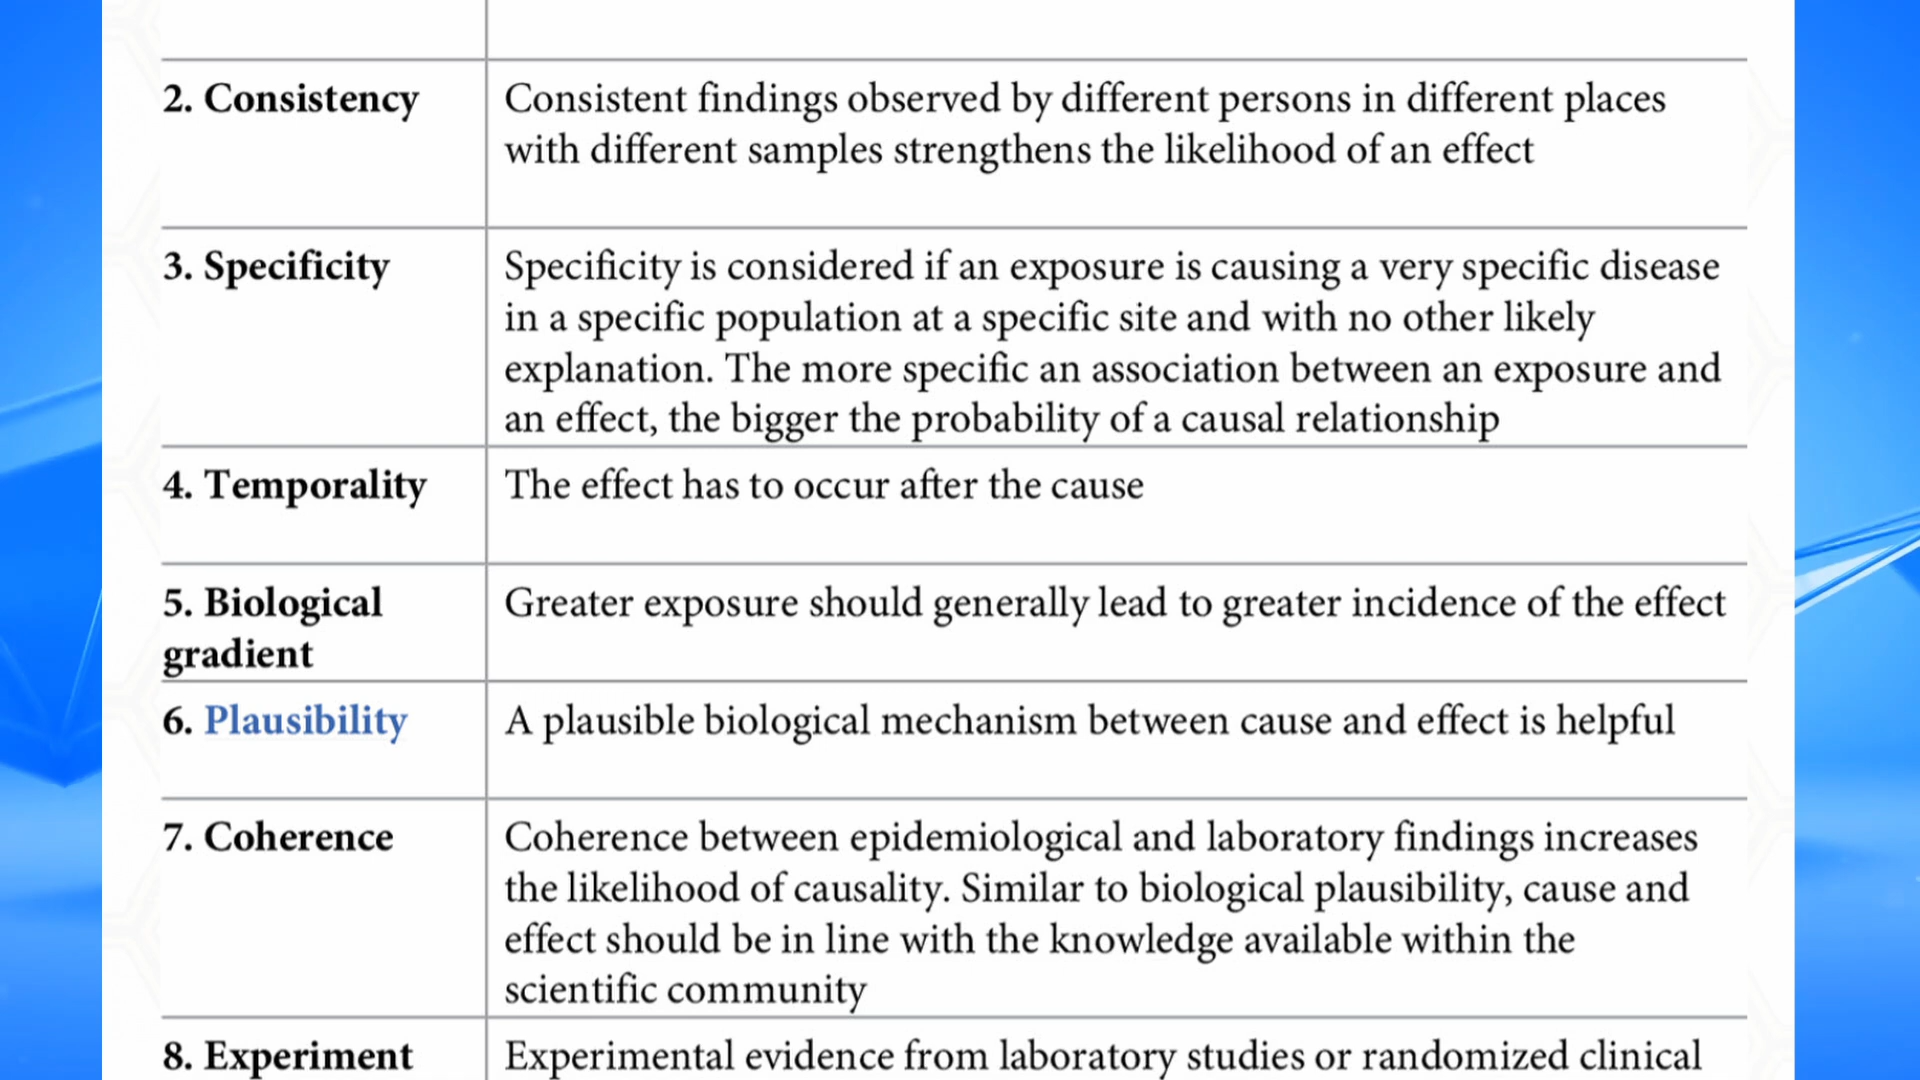 2. Consistency
Consistent findings observed by different persons in different places
with different samples strengthens the likelihood of an effect
3. Specificity
Specificity is considered if an exposure is causing a very specific disease
in a specific population at a specific site and with no other likely
explanation. The more specific an association between an exposure and
an effect, the bigger the probability of a causal relationship
4. Temporality
The effect has to occur after the cause
5. Biological
gradient
Greater exposure should generally lead to greater incidence of the effect
6. Plausibility
A plausible biological mechanism between cause and effect is helpful
7. Coherence
Coherence between epidemiological and laboratory findings increases
the likelihood of causality. Similar to biological plausibility, cause and
effect should be in line with the knowledge available within the
scientific community
8. Experiment
Experimental evidence from laboratory studies or randomized clinical